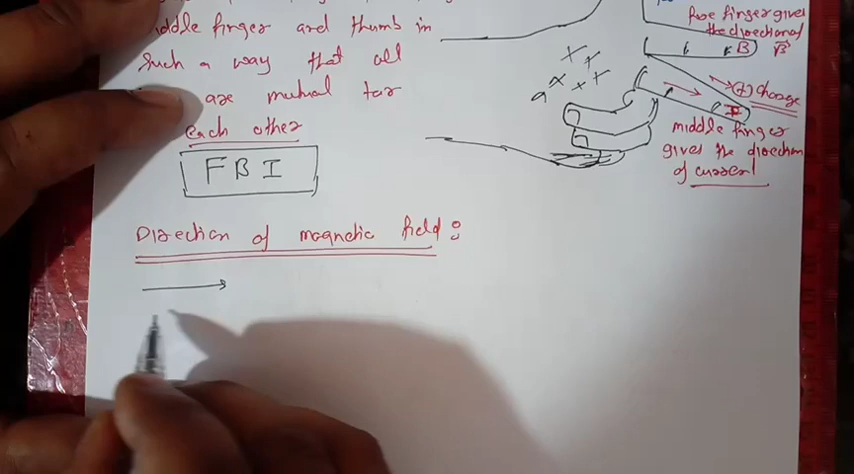 middle finger and thumb in
such a way that all
are mutual tar
each other
FBI
Direction of magnetic field :
fore finger gives
the direction of
B B
(+) charge
I
middle finger
gives the direction
of current